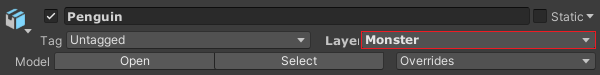 Penguin Static
Tag Untagged Layer Monster
Model Open Select Overrides